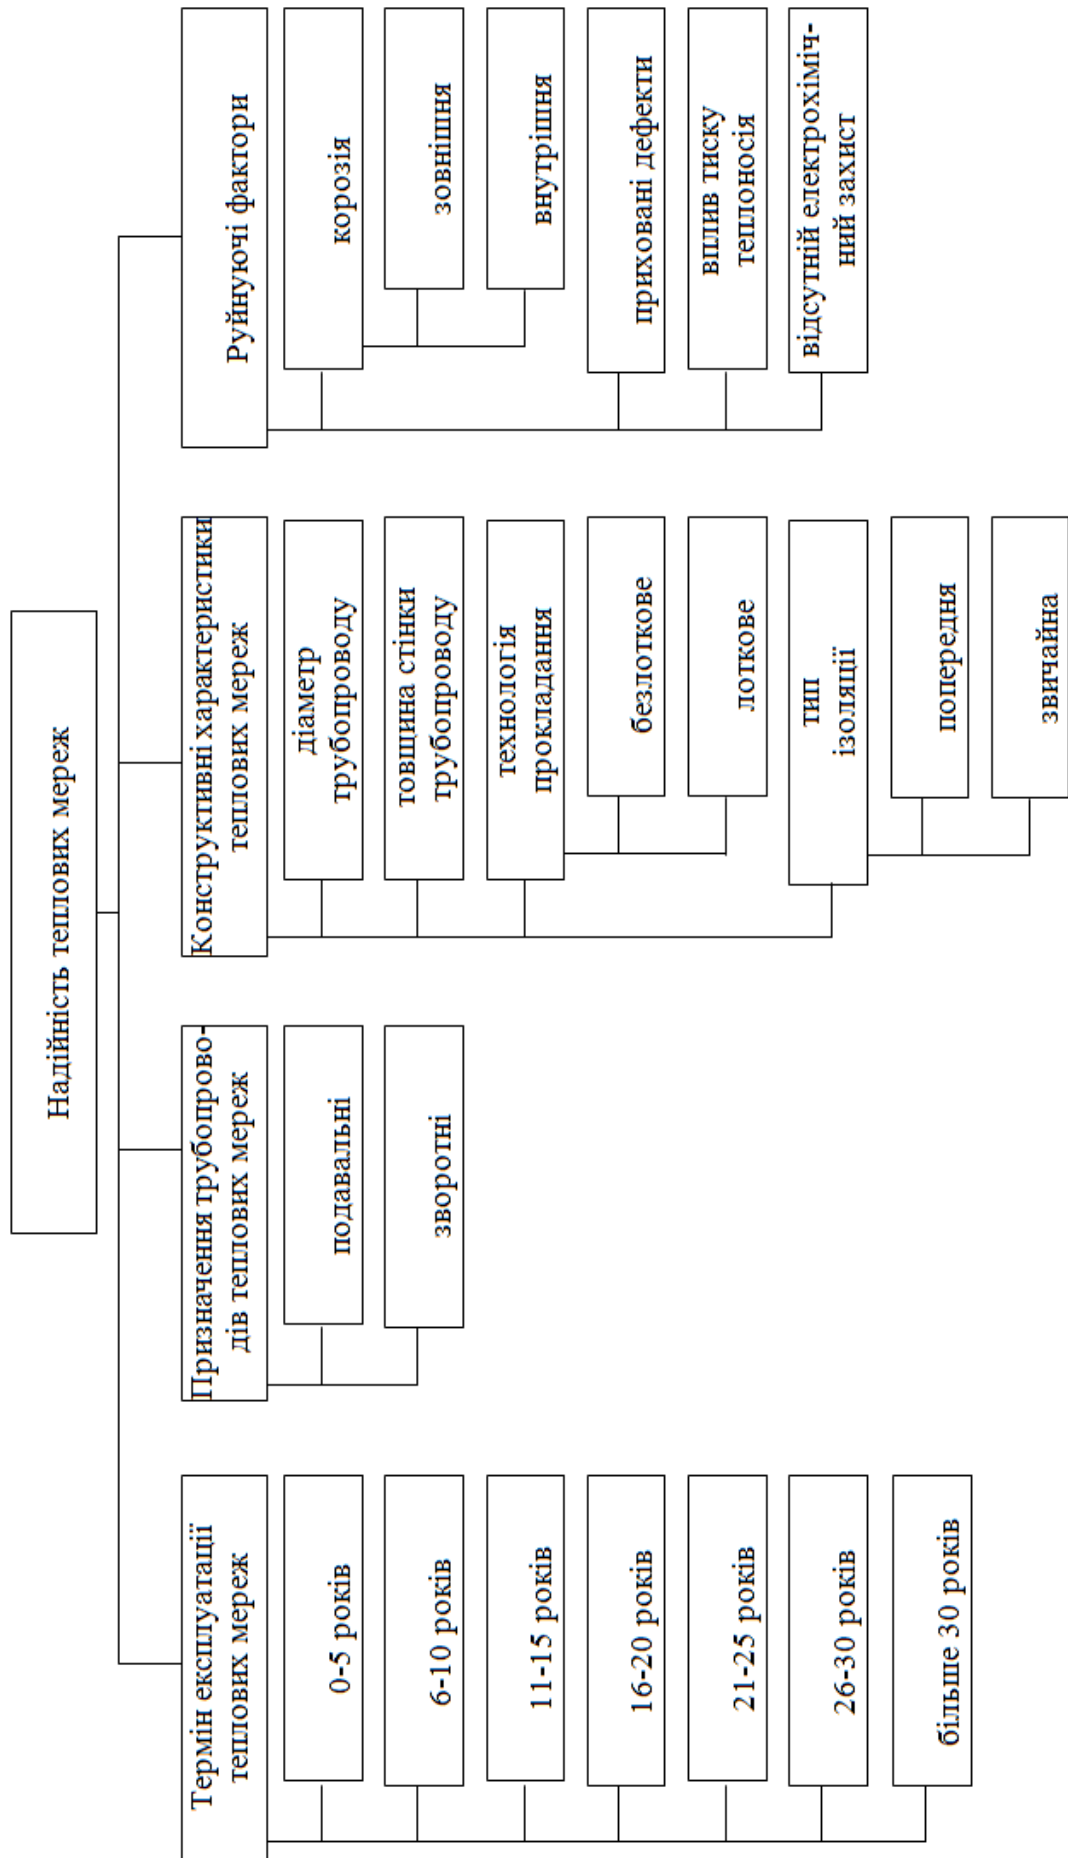 Надійність теплових мереж
Термін експлуатації
теплових мереж
0-5 років
6-10 років
11-15 років
16-20 років
21-25 років
26-30 років
більше 30 років
Призначення трубопрово-
дів теплових мереж
подавальні
зворотні
Конструктивні характеристики
теплових мереж
діаметр
трубопроводу
товщина стінки
трубопроводу
технологія
прокладання
безлоткове
лоткове
тип
ізоляції
попередня
звичайна
Руйнуючі фактори
корозія
зовнішня
внутрішня
приховані дефекти
вплив тиску
теплоносія
відсутній електрохіміч-
ний захист